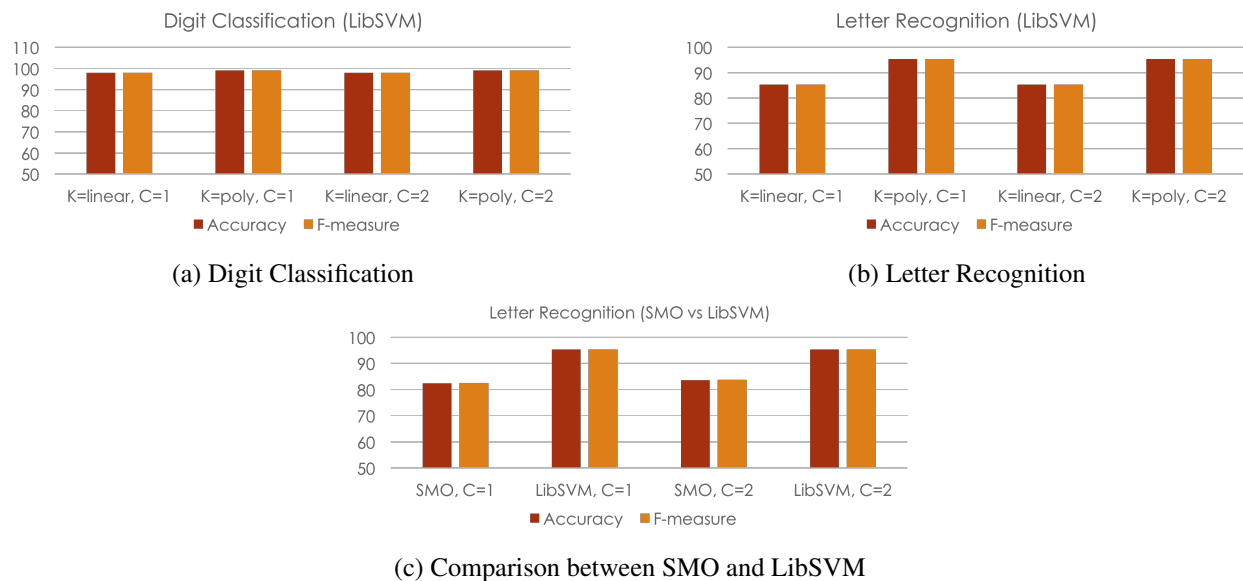 Digit Classification (LibSVM)
110
100
90
80
70
60
50
K=linear, C=1 K=poly, C=1 K=linear, C=2 K=poly, C=2
Accuracy F-measure
(a) Digit Classification
Letter Recognition (LibSVM)
100
90
80
70
60
50
K=linear, C=1 K=poly, C=1 K=linear, C=2 K=poly, C=2
Accuracy F-measure
(b) Letter Recognition
Letter Recognition (SMO vs LibSVM)
100
90
80
70
60
50
SMO, C=1 LibSVM, C=1 SMO, C=2 LibSVM, C=2
Accuracy F-measure
(c) Comparison between SMO and LibSVM